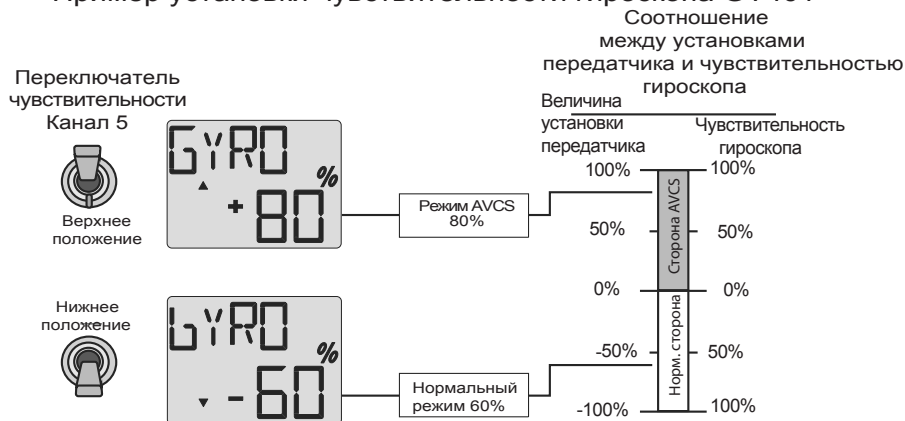 Соотношение
между установками
передатчика и чувствительностью
гироскопа
Переключатель
чувствительности
Канал 5
Верхнее
положение
GYRO
%
+80
Режим AVCS
80%
Величина
установки
передатчика
Чувствительность
гироскопа
100%
100%
50%
50%
0%
0%
-50%
50%
-100%
100%
Сторона AVCS
Норм. сторона
Нижнее
положение
GYRO
%
-60
Нормальный
режим 60%